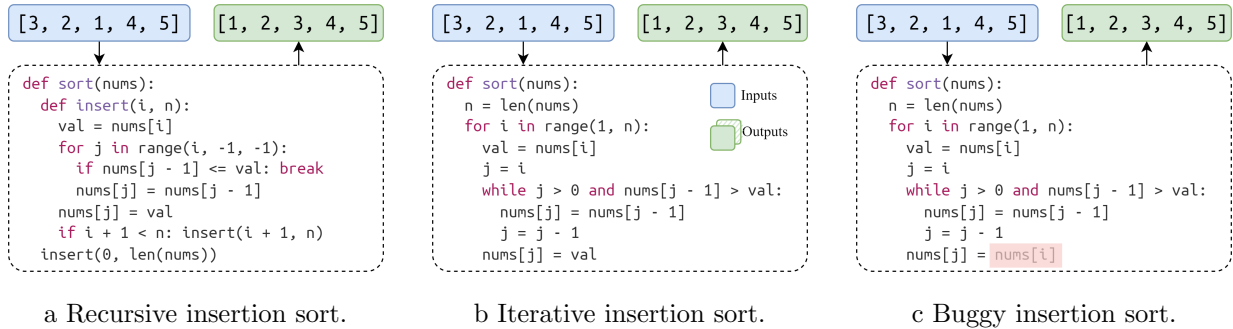 [3, 2, 1, 4, 5]
[1, 2, 3, 4, 5]
def sort(nums):
def insert(i, n):
val = nums[i]
for j in range(i, -1, -1):
if nums[j - 1] <= val: break
nums[j] = nums[j - 1]
nums[j] = val
if i + 1 < n: insert(i + 1, n)
insert(0, len(nums))
a Recursive insertion sort.
[3, 2, 1, 4, 5]
[1, 2, 3, 4, 5]
def sort(nums):
n = len(nums)
for i in range(1, n):
val = nums[i]
j = i
while j > 0 and nums[j - 1] > val:
nums[j] = nums[j - 1]
j = j - 1
nums[j] = val
Inputs
Outputs
b Iterative insertion sort.
[3, 2, 1, 4, 5]
[1, 2, 3, 4, 5]
def sort(nums):
n = len(nums)
for i in range(1, n):
val = nums[i]
j = i
while j > 0 and nums[j - 1] > val:
nums[j] = nums[j - 1]
j = j - 1
nums[j] = nums[i]
c Buggy insertion sort.